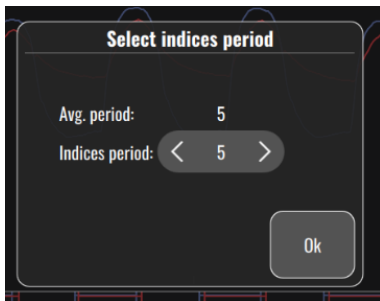 Select indices period
Avg. period: 5
Indices period: < 5 >
Ok